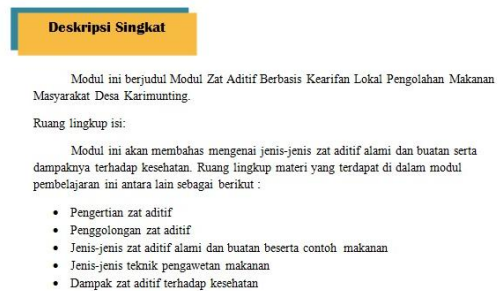 Deskripsi Singkat
Modul ini berjudul Modul Zat Aditif Berbasis Kearifan Lokal Pengolahan Makanan
Masyarakat Desa Karimunting.
Ruang lingkup isi:
Modul ini akan membahas mengenai jenis-jenis zat aditif alami dan buatan serta
dampaknya terhadap kesehatan. Ruang lingkup materi yang terdapat di dalam modul
pembelajaran ini antara lain sebagai berikut :
• Pengertian zat aditif
• Penggolongan zat aditif
• Jenis-jenis zat aditif alami dan buatan beserta contoh makanan
• Jenis-jenis teknik pengawetan makanan
• Dampak zat aditif terhadap kesehatan